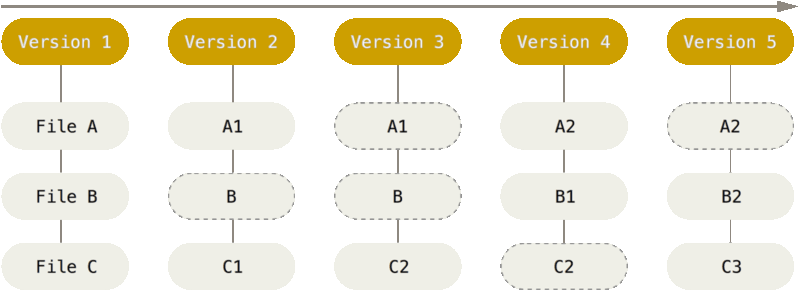 Version 1 Version 2 Version 3 Version 4 Version 5
File A A1 A1 A2 A2
File B B B B1 B2
File C C1 C2 C2 C3